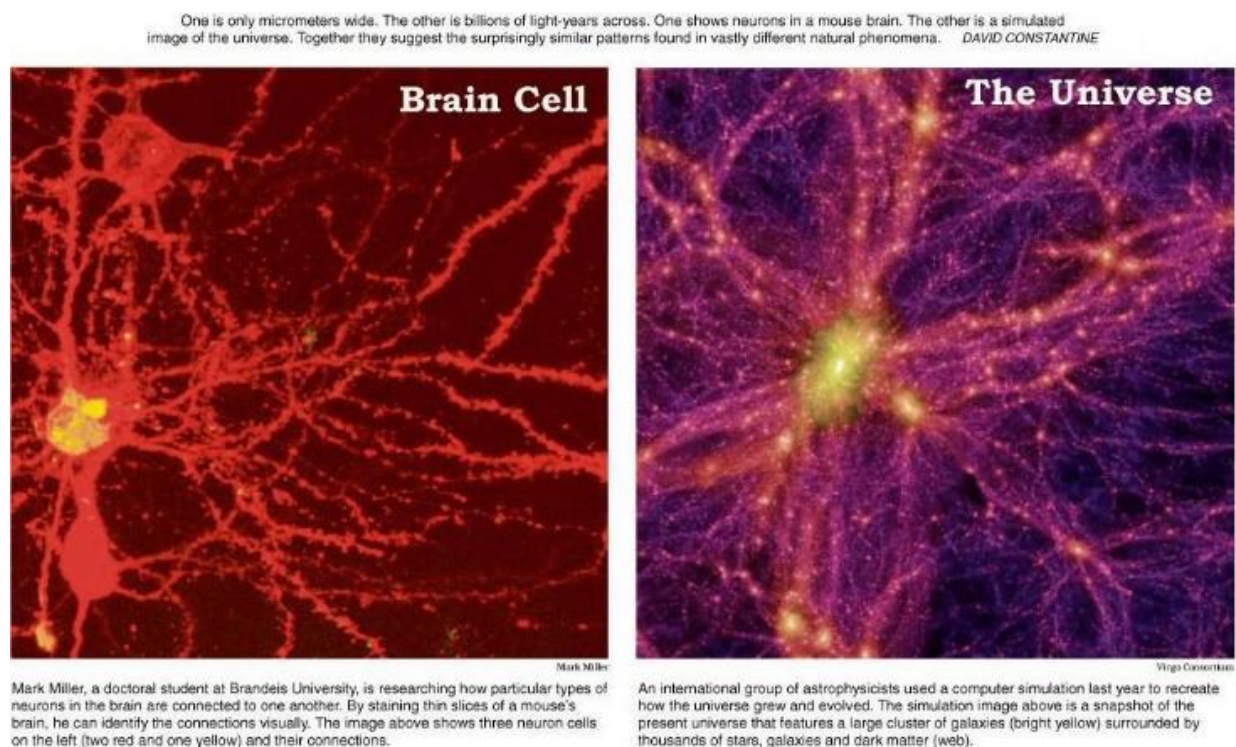 One is only micrometers wide. The other is billions of light-years across. One shows neurons in a mouse brain. The other is a simulated
image of the universe. Together they suggest the surprisingly similar patterns found in vastly different natural phenomena. DAVID CONSTANTINE
Brain Cell
Mark Miller
Mark Miller, a doctoral student at Brandeis University, is researching how particular types of
neurons in the brain are connected to one another. By staining thin slices of a mouse's
brain, he can identify the connections visually. The image above shows three neuron cells
on the left (two red and one yellow) and their connections.
The Universe
Virgo Consortium
An international group of astrophysicists used a computer simulation last year to recreate
how the universe grew and evolved. The simulation image above is a snapshot of the
present universe that features a large cluster of galaxies (bright yellow) surrounded by
thousands of stars, galaxies and dark matter (web).